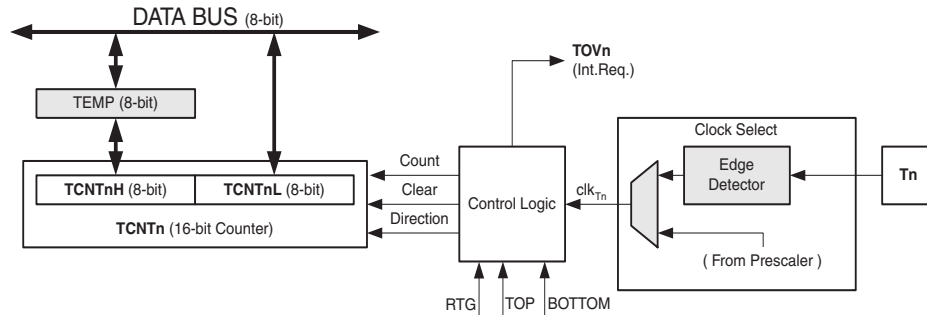 DATA BUS (8-bit)
TOVn
(Int.Req.)
TEMP (8-bit)
Clock Select
Count
Edge
Detector
Tn
TCNTnH (8-bit) TCNTnL (8-bit)
Clear
Control Logic
clkTn
TCNTn (16-bit Counter)
Direction
( From Prescaler )
RTG TOP BOTTOM